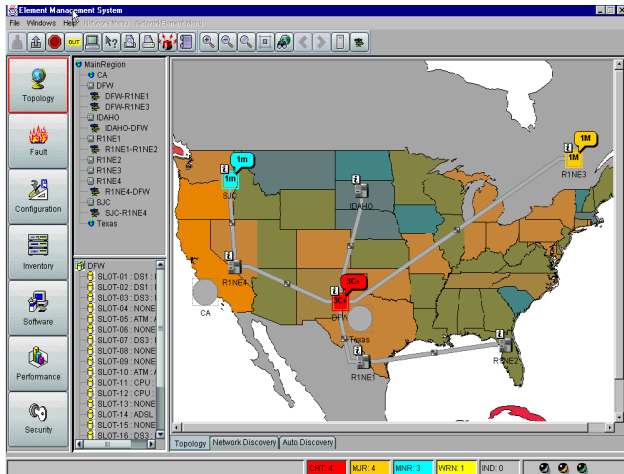 Element Management System
File Windows Help Network Menu Network Element Menu
OUT
Topology
Fault
Configuration
Inventory
Software
Performance
Security
MainRegion
CA
DFW
DFW-R1NE1
DFW-R1NE3
IDAHO
IDAHO-DFW
R1NE1
R1NE1-R1NE2
R1NE2
R1NE3
R1NE4
R1NE4-DFW
SJC
SJC-R1NE4
Texas
DFW
SLOT-01 : DS1 :
SLOT-02 : DS1 :
SLOT-03 : DS3 :
SLOT-04 : NONE
SLOT-05 : ATM :
SLOT-06 : NONE
SLOT-07 : DS3 :
SLOT-08 : NONE
SLOT-09 : NONE
SLOT-10 : ATM :
SLOT-11 : CPU :
SLOT-12 : CPU :
SLOT-13 : NONE
SLOT-14 : ADSL
SLOT-15 : NONE
SLOT-16 : DS3 :
1m
1m
SJC
IDAHO
1M
1M
R1NE3
R1NE4
CA
3C+
3C+
DFW
Texas
R1NE1
R1NE2
Topology Network Discovery Auto Discovery
CRT: 4 MJR: 4 MNR: 3 WRN: 1 IND: 0